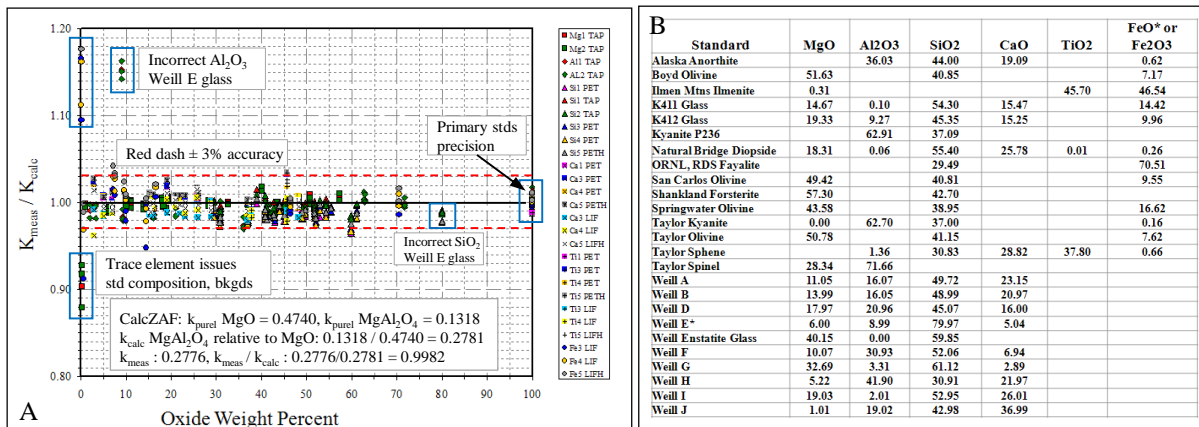 1.20
1.10
1.00
0.90
0.80
K_meas / K_calc
Incorrect Al₂O₃
Weill E glass
Red dash ± 3% accuracy
Primary stds
precision
Incorrect SiO₂
Weill E glass
Trace element issues
std composition, bkgds
CalcZAF: k_purel MgO = 0.4740, k_purel MgAl₂O₄ = 0.1318
k_calc MgAl₂O₄ relative to MgO: 0.1318 / 0.4740 = 0.2781
k_meas : 0.2776, k_meas / k_calc : 0.2776/0.2781 = 0.9982
0 10 20 30 40 50 60 70 80 90 100
Oxide Weight Percent
A
Mg1 TAP
Mg2 TAP
Al1 TAP
AL2 TAP
Si1 PET
Si1 TAP
Si2 TAP
Si3 PET
Si4 PET
Si5 PETH
Ca1 PET
Ca3 PET
Ca4 PET
Ca5 PETH
Ca3 LIF
Ca4 LIF
Ca5 LIFH
Ti1 PET
Ti3 PET
Ti4 PET
Ti5 PETH
Ti3 LIF
Ti4 LIF
Ti5 LIFH
Fe3 LIF
Fe4 LIF
Fe5 LIFH
B
FeO* or
Standard MgO Al2O3 SiO2 CaO TiO2 Fe2O3
Alaska Anorthite 36.03 44.00 19.09 0.62
Boyd Olivine 51.63 40.85 7.17
Ilmen Mtns Ilmenite 0.31 45.70 46.54
K411 Glass 14.67 0.10 54.30 15.47 14.42
K412 Glass 19.33 9.27 45.35 15.25 9.96
Kyanite P236 62.91 37.09
Natural Bridge Diopside 18.31 0.06 55.40 25.78 0.01 0.26
ORNL, RDS Fayalite 29.49 70.51
San Carlos Olivine 49.42 40.81 9.55
Shankland Forsterite 57.30 42.70
Springwater Olivine 43.58 38.95 16.62
Taylor Kyanite 0.00 62.70 37.00 0.16
Taylor Olivine 50.78 41.15 7.62
Taylor Sphene 1.36 30.83 28.82 37.80 0.66
Taylor Spinel 28.34 71.66
Weill A 11.05 16.07 49.72 23.15
Weill B 13.99 16.05 48.99 20.97
Weill D 17.97 20.96 45.07 16.00
Weill E* 6.00 8.99 79.97 5.04
Weill Enstatite Glass 40.15 0.00 59.85
Weill F 10.07 30.93 52.06 6.94
Weill G 32.69 3.31 61.12 2.89
Weill H 5.22 41.90 30.91 21.97
Weill I 19.03 2.01 52.95 26.01
Weill J 1.01 19.02 42.98 36.99